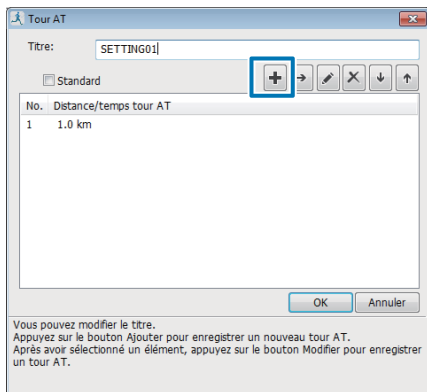 Tour AT
Titre: SETTING01
Standard
No. Distance/temps tour AT
1 1.0 km
OK Annuler
Vous pouvez modifier le titre.
Appuyez sur le bouton Ajouter pour enregistrer un nouveau tour AT.
Après avoir sélectionné un élément, appuyez sur le bouton Modifier pour enregistrer
un tour AT.